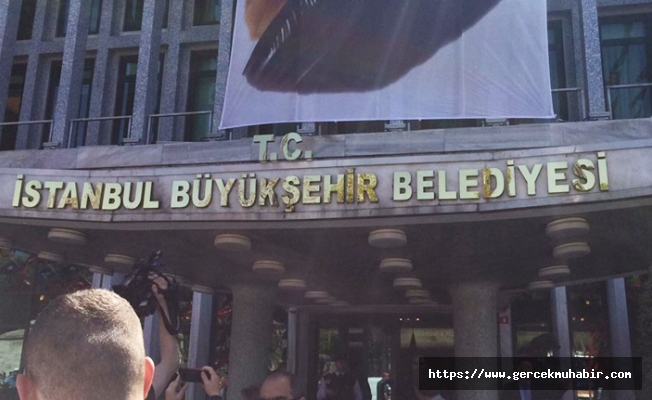 T.C.
İSTANBUL BÜYÜKŞEHİR BELEDİYESİ
https://www.gercekmuhabir.com/